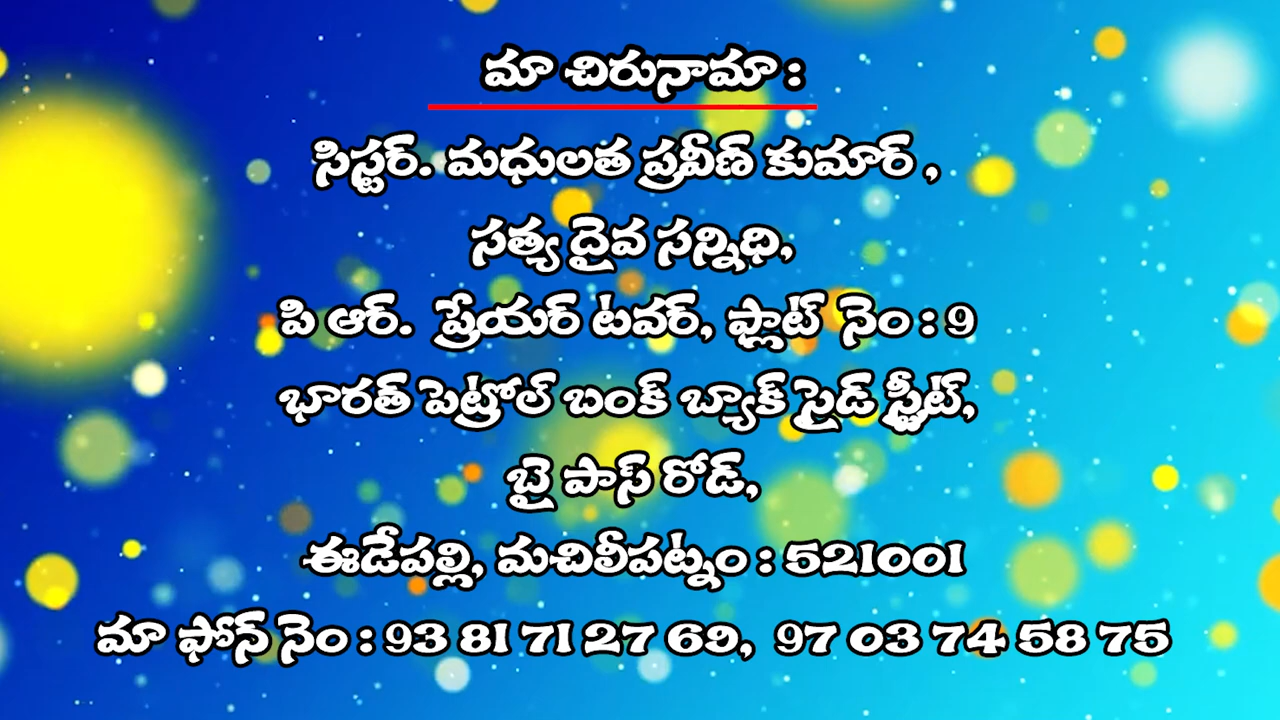 మా చిరునామా :
సిస్టర్. మధులత ప్రవీణ్ కుమార్ ,
సత్య దైవ సన్నిధి,
పి ఆర్. ప్రేయర్ టవర్, ఫ్లాట్ నెం : 9
భారత్ పెట్రోల్ బంక్ బ్యాక్ సైడ్ స్ట్రీట్,
బై పాస్ రోడ్,
ఈడేపల్లి, మచిలీపట్నం : 521001
మా ఫోన్ నెం : 93 81 71 27 69, 97 03 74 58 75